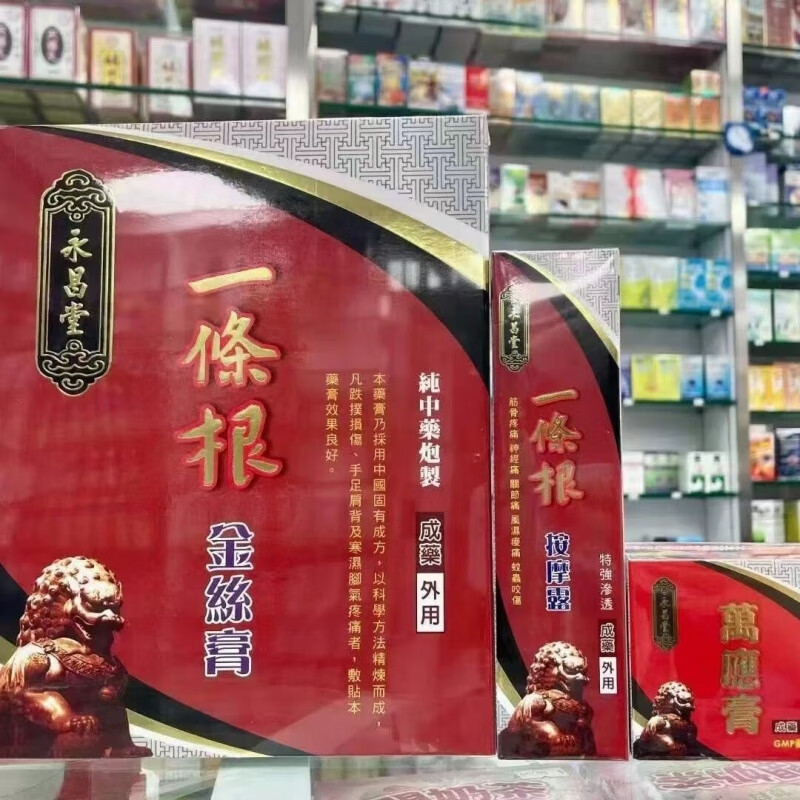 永昌堂
一條根
金絲膏
純中藥炮製
成藥
外用
本藥膏乃採用中國固有成方，以科學方法精煉而成，
凡跌撲損傷、手足肩背及寒濕腳氣疼痛者，敷貼本
藥膏效果良好。
永昌堂
一條根
按摩露
特強滲透
成藥
外用
筋骨疼痛 神經痛 關節痛 風濕痠痛 蚊蟲咬傷
永昌堂
萬應膏
成藥
GMP